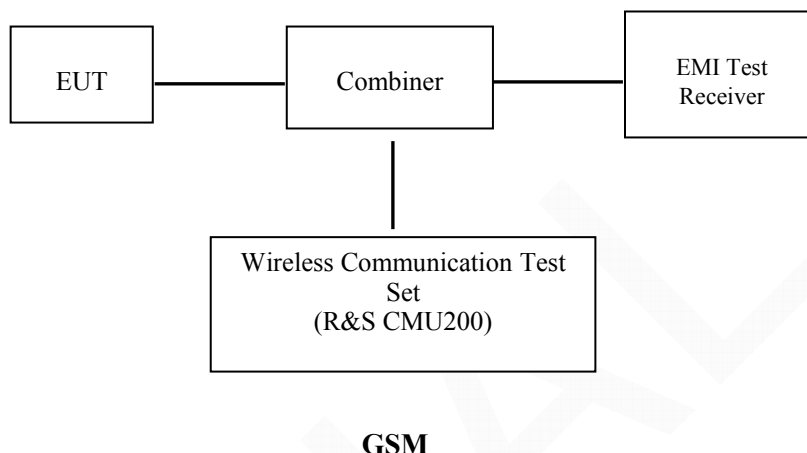 EUT
Combiner
EMI Test
Receiver
Wireless Communication Test
Set
(R&S CMU200)
GSM